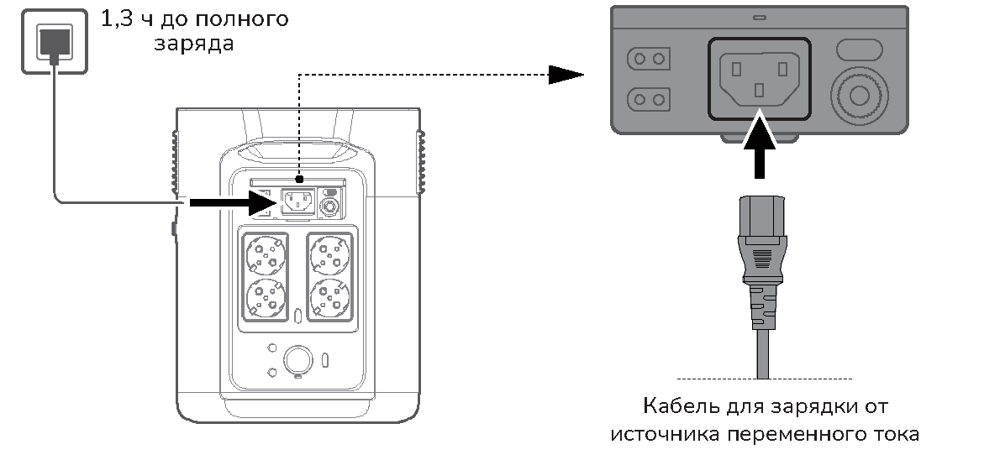 1,3 ч до полного
заряда
Кабель для зарядки от
источника переменного тока